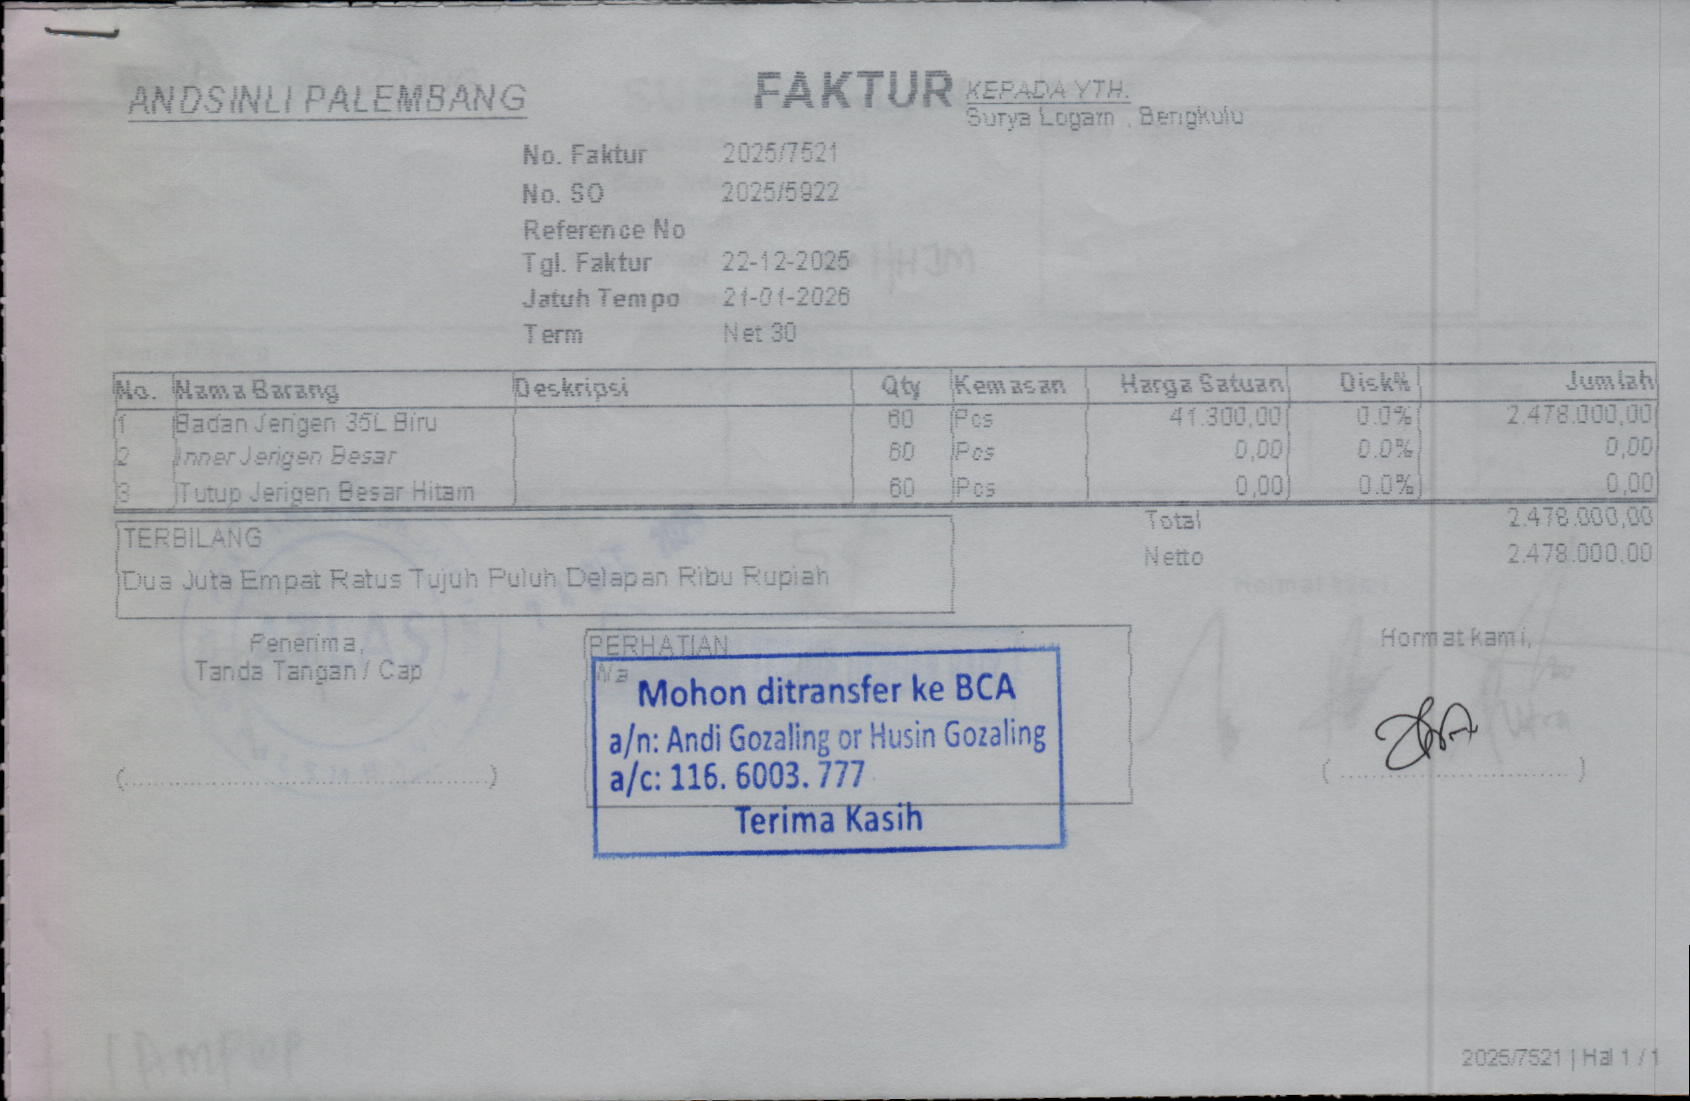 ANDSINLI PALEMBANG
FAKTUR
KEPADA YTH.
Surya Logam , Bengkulu
No. Faktur 2025/7521
No. SO 2025/5922
Reference No
Tgl. Faktur 22-12-2025
Jatuh Tempo 21-01-2026
Term Net 30
No. Nama Barang Deskripsi Qty Kemasan Harga Satuan Disk% Jumlah
1 Badan Jerigen 35L Biru 60 Pcs 41.300,00 0.0% 2.478.000,00
2 Inner Jerigen Besar 60 Pcs 0,00 0.0% 0,00
3 Tutup Jerigen Besar Hitam 60 Pcs 0,00 0.0% 0,00
Total 2.478.000,00
TERBILANG
Netto 2.478.000,00
Dua Juta Empat Ratus Tujuh Puluh Delapan Ribu Rupiah
Penerima,
Tanda Tangan / Cap
PERHATIAN
Hormat kami,
Mohon ditransfer ke BCA
a/n: Andi Gozaling or Husin Gozaling
a/c: 116. 6003. 777
Terima Kasih
2025/7521 | Hal 1 / 1